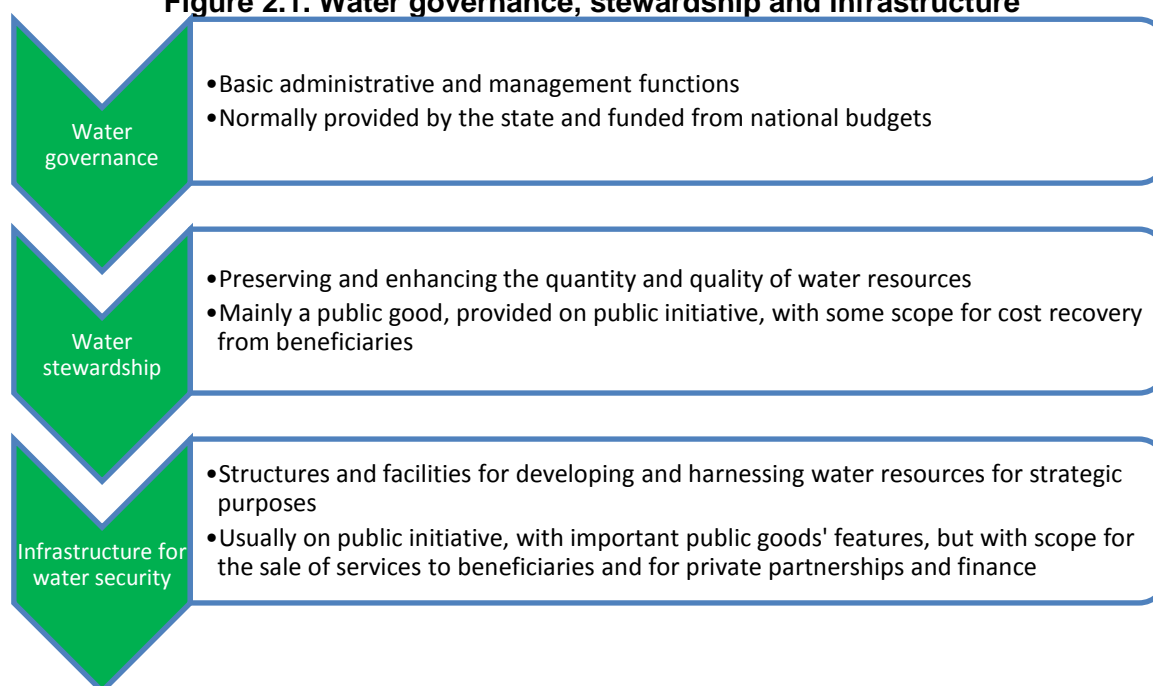 Figure 2.1. Water governance, stewardship and infrastructure
Water
governance
•Basic administrative and management functions
•Normally provided by the state and funded from national budgets
Water
stewardship
•Preserving and enhancing the quantity and quality of water resources
•Mainly a public good, provided on public initiative, with some scope for cost recovery
from beneficiaries
Infrastructure for
water security
•Structures and facilities for developing and harnessing water resources for strategic
purposes
•Usually on public initiative, with important public goods' features, but with scope for
the sale of services to beneficiaries and for private partnerships and finance